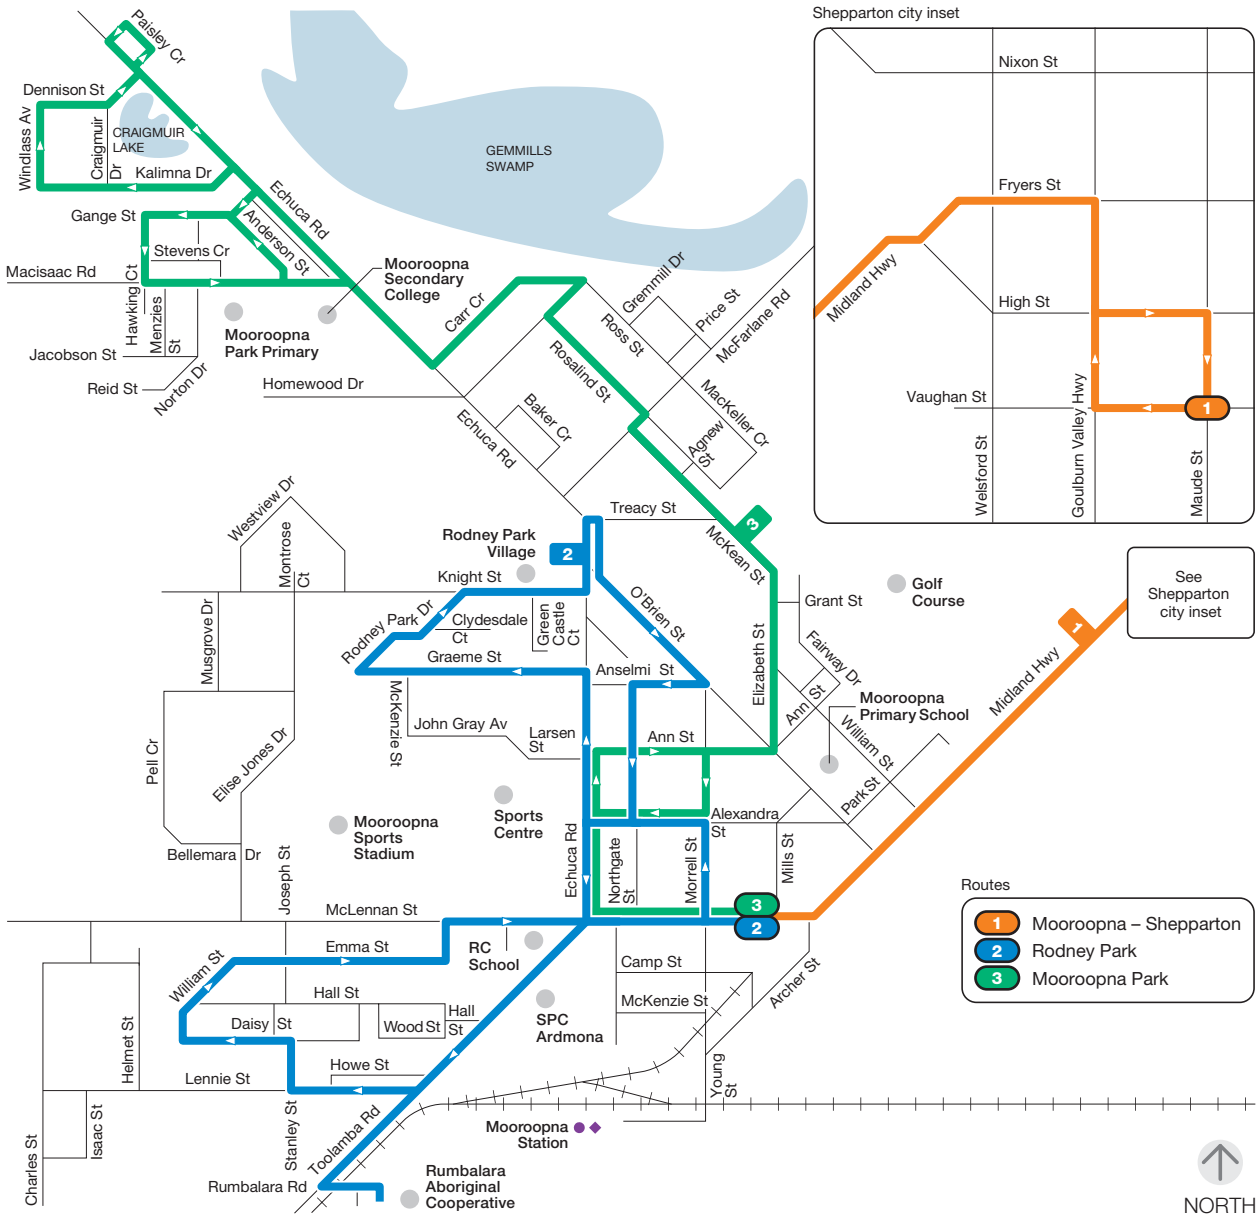 Shepparton city inset
Paisley Cr
Nixon St
Dennison St
Windlass Av
Craigmuir
Dr
CRAIGMUIR
LAKE
Kalimna Dr
GEMMILLS
SWAMP
Echuca Rd
Fryers St
Gange St
Anderson St
Stevens Cr
Macisaac Rd
Hawking Ct
Menzies
St
Mooroopna
Secondary
College
Midland Hwy
Carr Cr
Gremmill Dr
Price St
Ross St
McFarlane Rd
High St
Mooroopna
Park Primary
Jacobson St
Reid St
Norton Dr
Homewood Dr
Rosalind St
MacKeller Cr
Agnew
St
Baker Cr
Echuca Rd
Vaughan St
Goulburn Valley Hwy
1
Welsford St
Maude St
Westview Dr
Montrose
Ct
Treacy St
3
McKean St
Rodney Park
Village
2
Knight St
Golf
Course
See
Shepparton
city inset
Musgrove Dr
Rodney Park Dr
Clydesdale
Ct
Green
Castle
Ct
O'Brien St
Grant St
Fairway Dr
1
Graeme St
Anselmi St
Elizabeth St
Ann St
Midland Hwy
Mooroopna
Primary School
McKenzie St
John Gray Av
Larsen
St
Ann St
William St
Pell Cr
Elise Jones Dr
Park St
Sports
Centre
Mooroopna
Sports
Stadium
Alexandra
St
Bellemara Dr
Joseph St
Echuca Rd
Northgate
St
Morrell St
Mills St
3
2
Routes
1 Mooroopna – Shepparton
2 Rodney Park
3 Mooroopna Park
McLennan St
Emma St
RC
School
William St
Camp St
Archer St
Hall St
Hall
St
McKenzie St
Daisy St
Wood St
SPC
Ardmona
Helmet St
Howe St
Lennie St
Young
St
Isaac St
Charles St
Stanley St
Toolamba Rd
Mooroopna
Station
Rumbalara Rd
Rumbalara
Aboriginal
Cooperative
NORTH